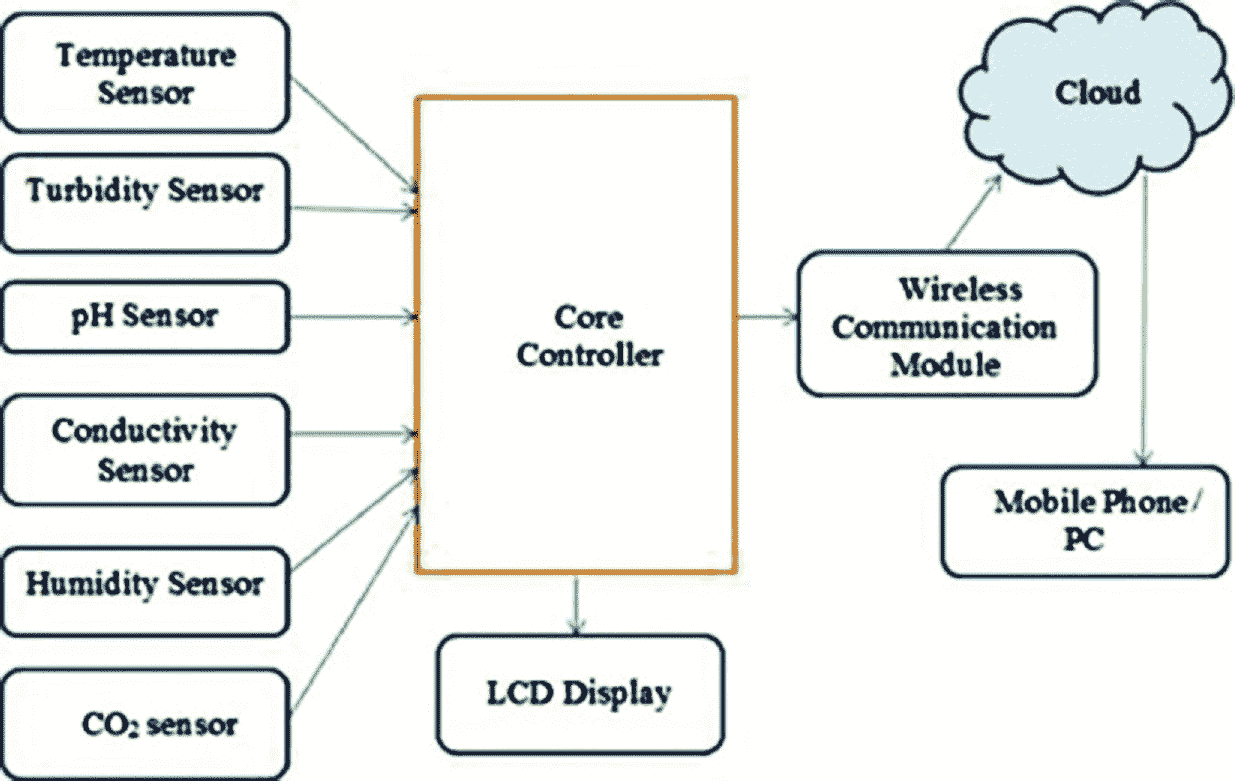 Temperature
Sensor
Turbidity Sensor
pH Sensor
Conductivity
Sensor
Humidity Sensor
CO₂ sensor
Core
Controller
LCD Display
Wireless
Communication
Module
Cloud
Mobile Phone/
PC